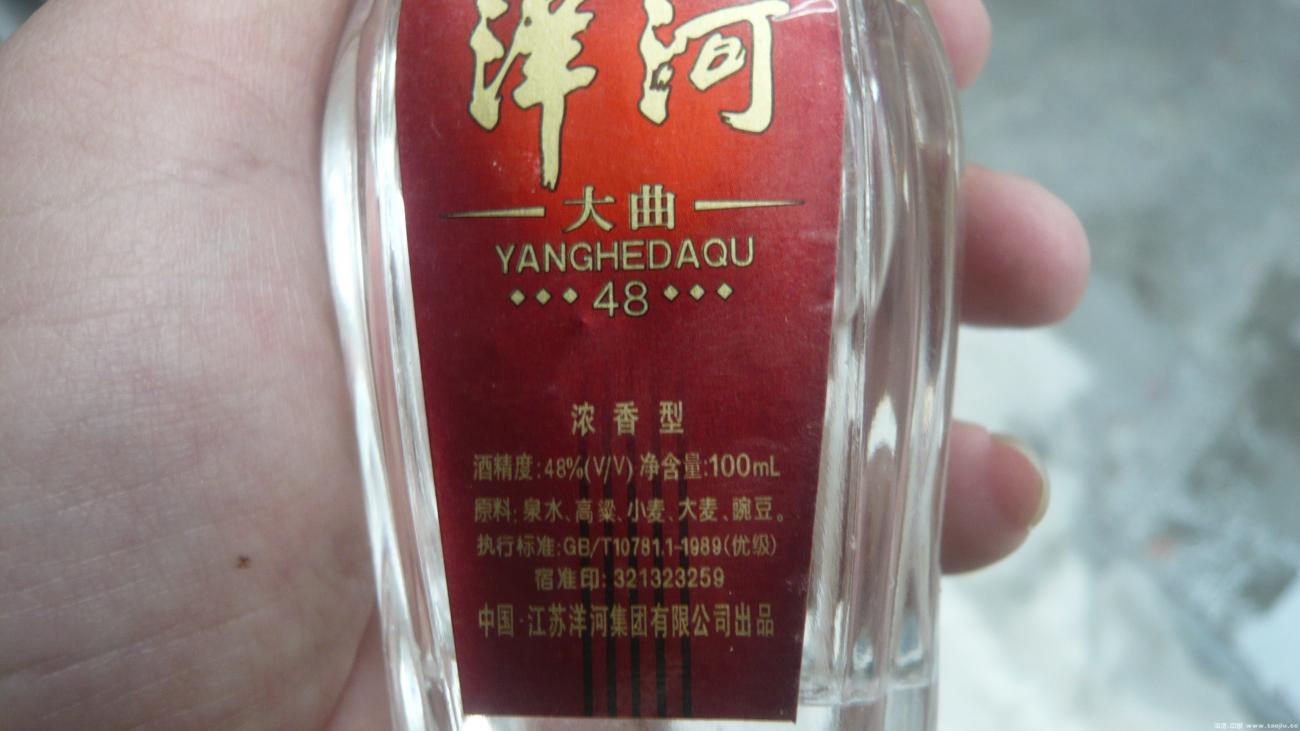 洋河
大曲
YANGHEDAQU
48
浓香型
酒精度:48%(V/V) 净含量:100mL
原料:泉水、高粱、小麦、大麦、豌豆。
执行标准:GB/T10781.1-1989(优级)
宿准印:321323259
中国·江苏洋河集团有限公司出品
www.taojiu.cc